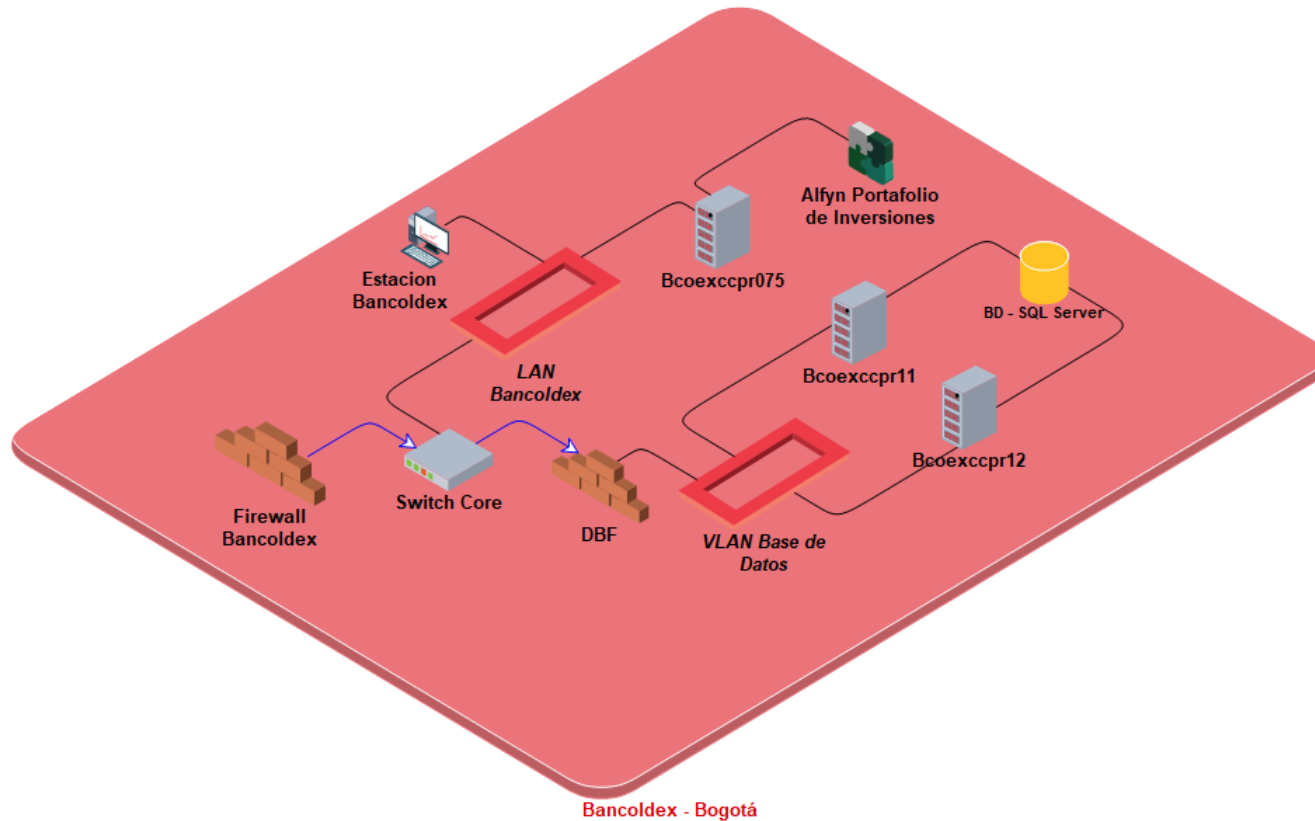 Alfyn Portafolio
de Inversiones
Estacion
Bancoldex
Bcoexccpr075
BD - SQL Server
LAN
Bancoldex
Bcoexccpr11
Bcoexccpr12
Firewall
Bancoldex
Switch Core
DBF
VLAN Base de
Datos
Bancoldex - Bogotá